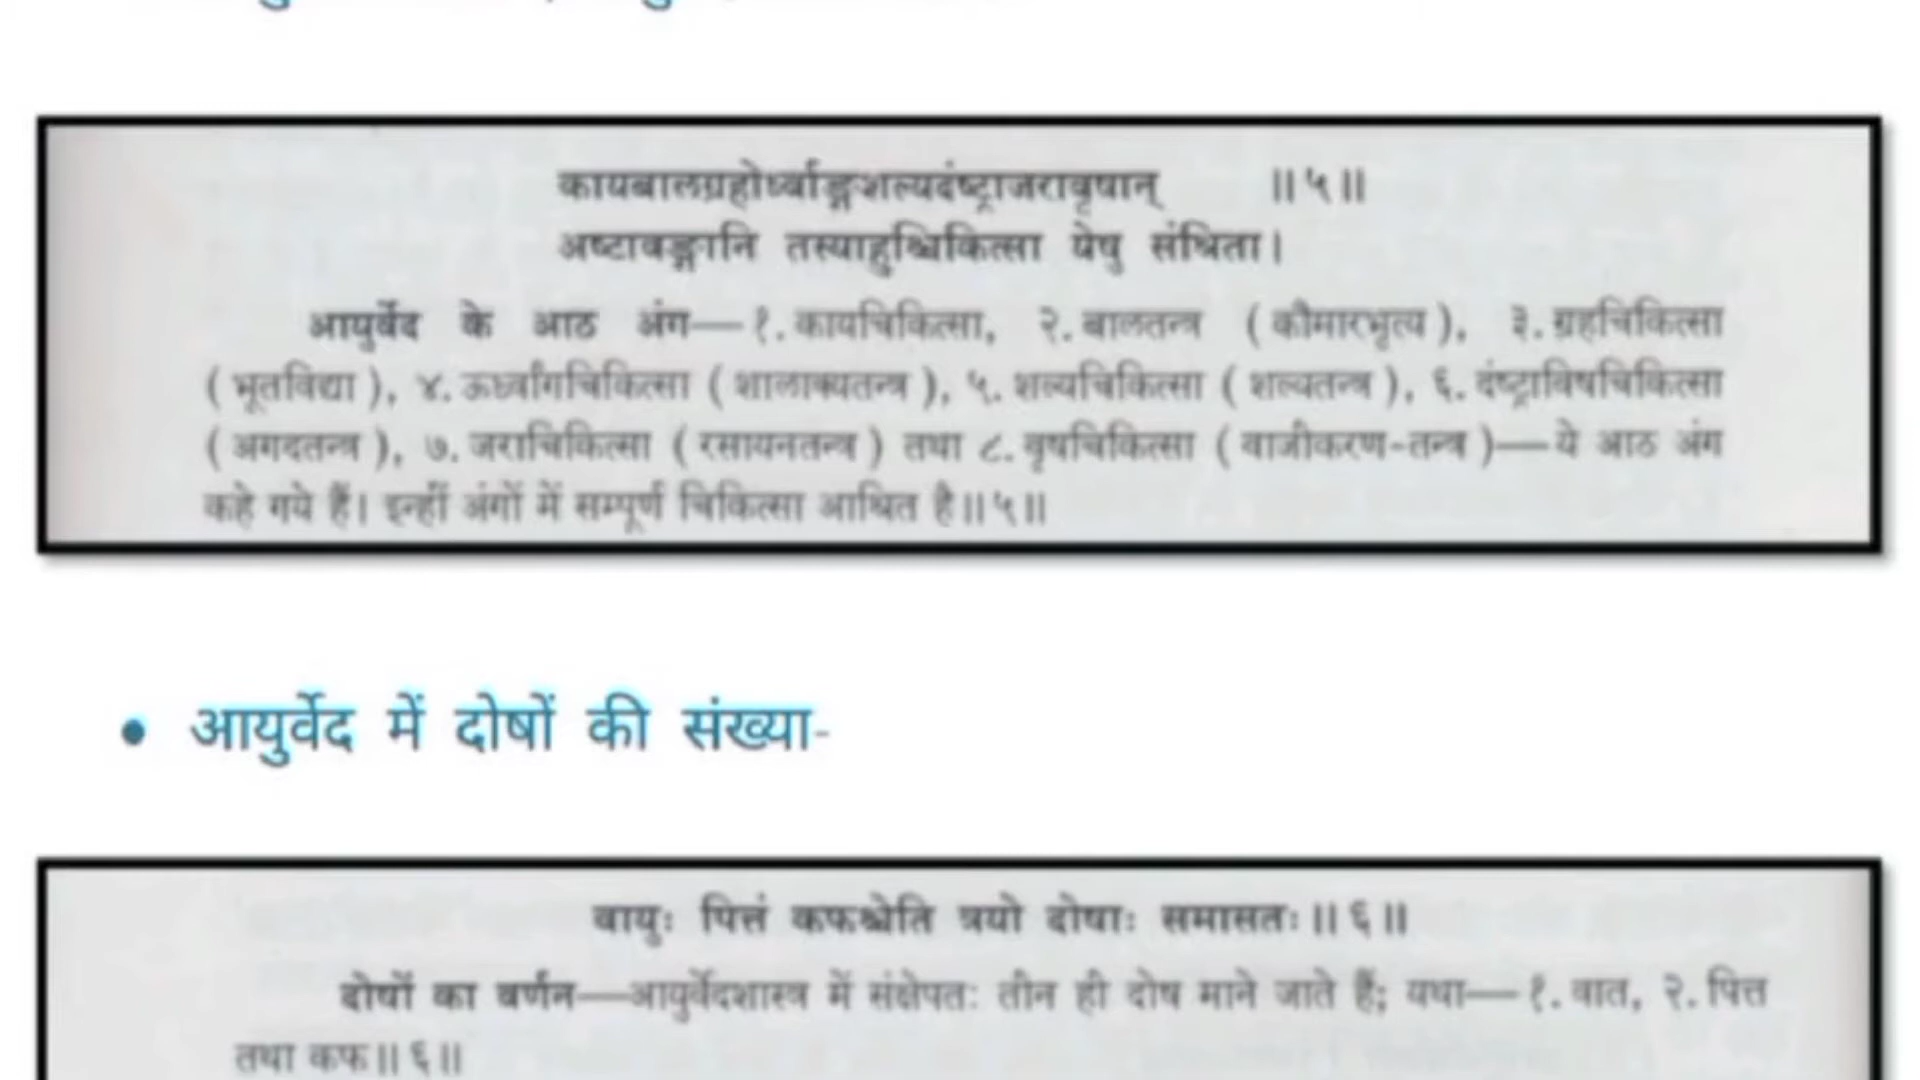 कायबालग्रहोर्ध्वाङ्गशल्यदंष्ट्राजरावृषान् ॥५॥
अष्टावङ्गानि तस्याहुश्चिकित्सा येषु संश्रिता।
आयुर्वेद के आठ अंग—१.कायचिकित्सा, २.बालतन्त्र (कौमारभृत्य), ३.ग्रहचिकित्सा
(भूतविद्या), ४.ऊर्ध्वांगचिकित्सा (शालाक्यतन्त्र), ५. शल्यचिकित्सा (शल्यतन्त्र), ६.दंष्ट्राविषचिकित्सा
(अगदतन्त्र), ७. जराचिकित्सा (रसायनतन्त्र) तथा ८.वृषचिकित्सा (वाजीकरण-तन्त्र)—ये आठ अंग
कहे गये हैं। इन्हीं अंगों में सम्पूर्ण चिकित्सा आश्रित है॥५॥
• आयुर्वेद में दोषों की संख्या-
वायुः पित्तं कफश्चेति त्रयो दोषाः समासतः॥६॥
दोषों का वर्णन—आयुर्वेदशास्त्र में संक्षेपतः तीन ही दोष माने जाते हैं; यथा—१.वात, २.पित्त
तथा कफ॥६॥